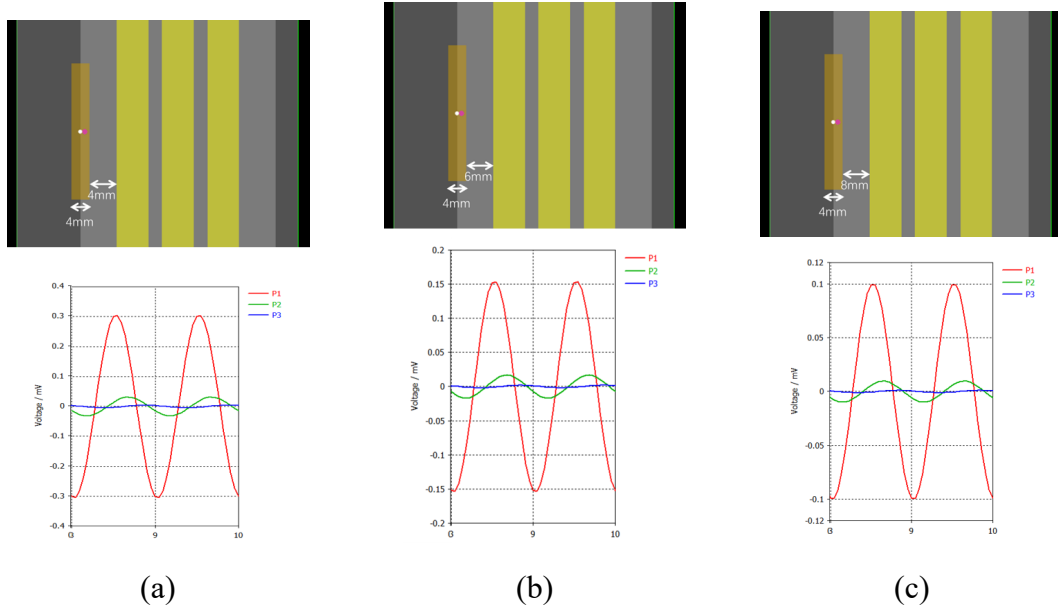 4mm
4mm
6mm
4mm
8mm
4mm
0.4
0.3
0.2
0.1
0
-0.1
-0.2
-0.3
-0.4
Voltage / mV
9
10
P1
P2
P3
0.2
0.15
0.1
0.05
0
-0.05
-0.1
-0.15
-0.2
Voltage / mV
9
10
P1
P2
P3
0.12
0.1
0.05
0
-0.05
-0.1
-0.12
Voltage / mV
9
10
P1
P2
P3
(a)
(b)
(c)